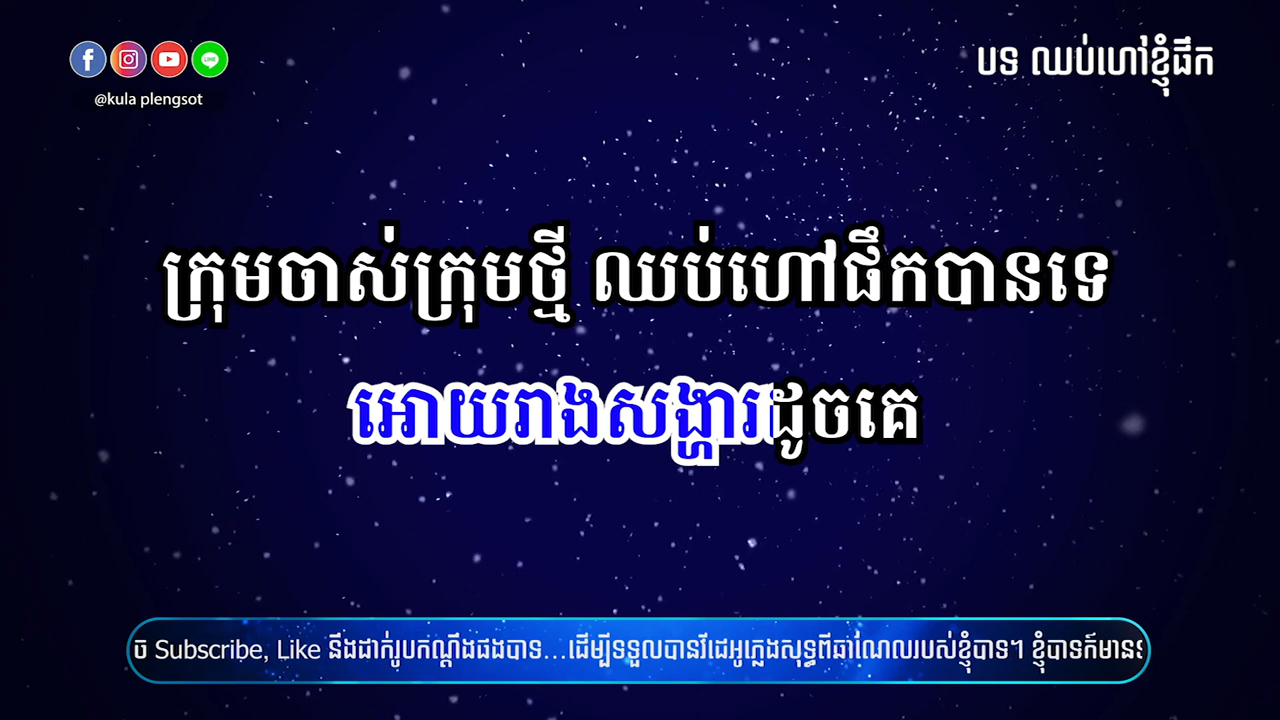 @kula plengsot
បទ ឈប់ហៅខ្ញុំផឹក
ក្រុមចាស់ក្រុមថ្មី ឈប់ហៅផឹកបានទេ
អោយរាងសង្ហារដូចគេ
Subscribe, Like នឹងដាក់រូបកណ្ដឹងផងបាទ...ដើម្បីទទួលបានវីដេអូភ្លេងសុទ្ធពីឆាណែលរបស់ខ្ញុំបាទ។ ខ្ញុំបាទក៍មាន